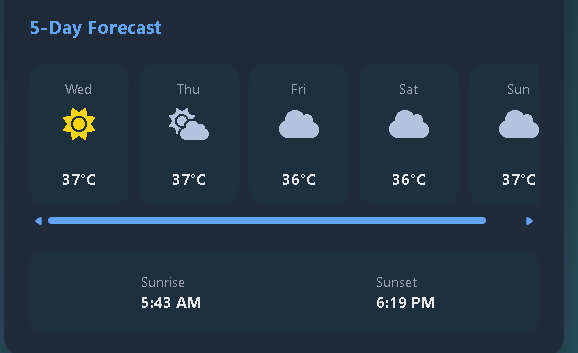 5-Day Forecast
Wed Thu Fri Sat Sun
37°C 37°C 36°C 36°C 37°C
Sunrise Sunset
5:43 AM 6:19 PM